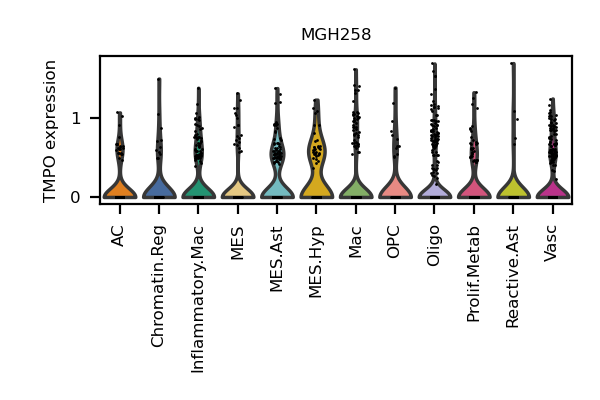 MGH258
TMPO expression
1
0
AC
Chromatin.Reg
Inflammatory.Mac
MES
MES.Ast
MES.Hyp
Mac
OPC
Oligo
Prolif.Metab
Reactive.Ast
Vasc